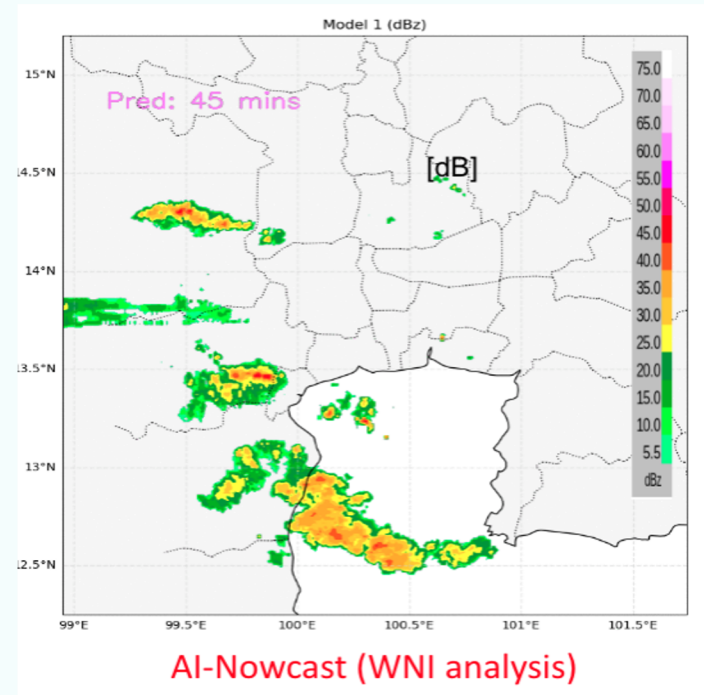 Model 1 (dBz)
15°N
Pred: 45 mins
[dB]
14.5°N
14°N
13.5°N
13°N
12.5°N
75.0
70.0
65.0
60.0
55.0
50.0
45.0
40.0
35.0
30.0
25.0
20.0
15.0
10.0
5.5
dBz
99°E 99.5°E 100°E 100.5°E 101°E 101.5°E
AI-Nowcast (WNI analysis)